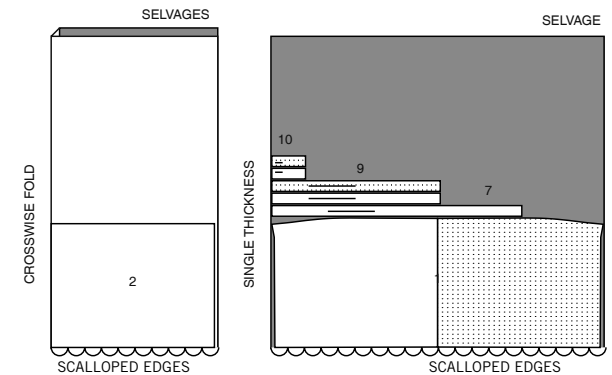 SELVAGES
CROSSWISE FOLD
2
SCALLOPED EDGES
SELVAGE
SINGLE THICKNESS
10
9
7
SCALLOPED EDGES